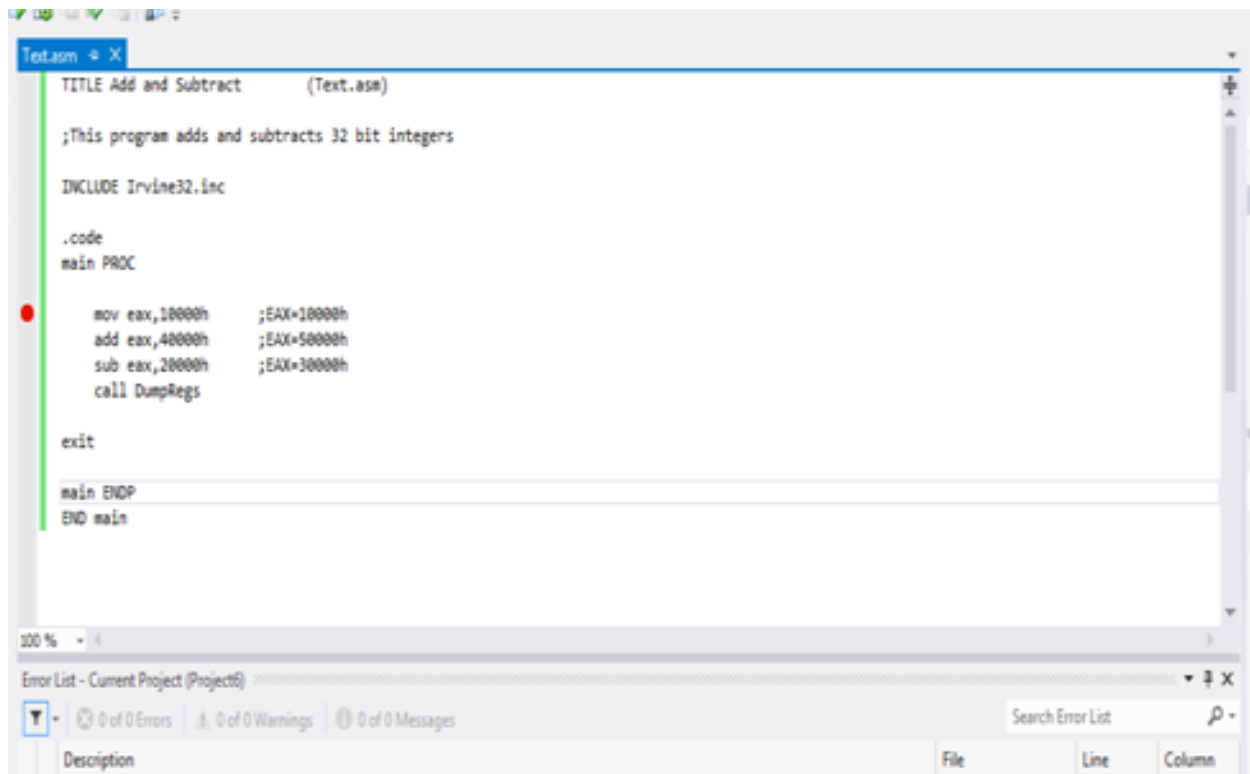 Text.asm
TITLE Add and Subtract (Text.asm)
;This program adds and subtracts 32 bit integers
INCLUDE Irvine32.inc
.code
main PROC
mov eax,10000h ;EAX=10000h
add eax,40000h ;EAX=50000h
sub eax,20000h ;EAX=30000h
call DumpRegs
exit
main ENDP
END main
100 %
Error List - Current Project (Project6)
0 of 0 Errors 0 of 0 Warnings 0 of 0 Messages Search Error List
Description File Line Column